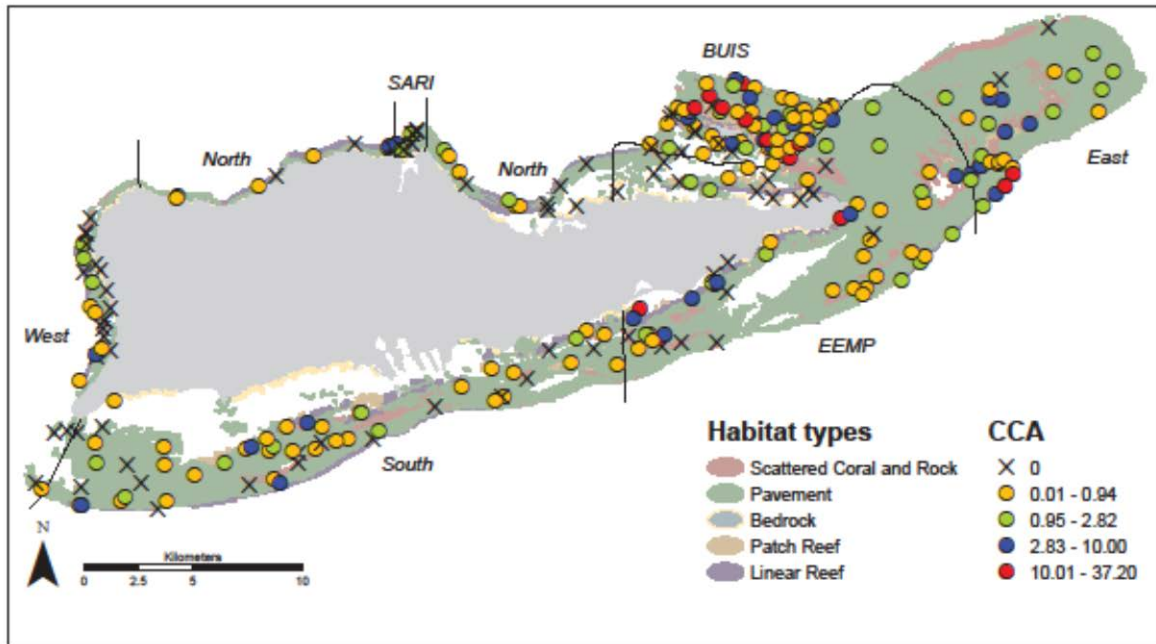 BUIS
SARI
North
North
East
West
EEMP
South
Habitat types
Scattered Coral and Rock
Pavement
Bedrock
Patch Reef
Linear Reef
CCA
0
0.01 - 0.94
0.95 - 2.82
2.83 - 10.00
10.01 - 37.20
N
Kilometers
0 2.5 5 10